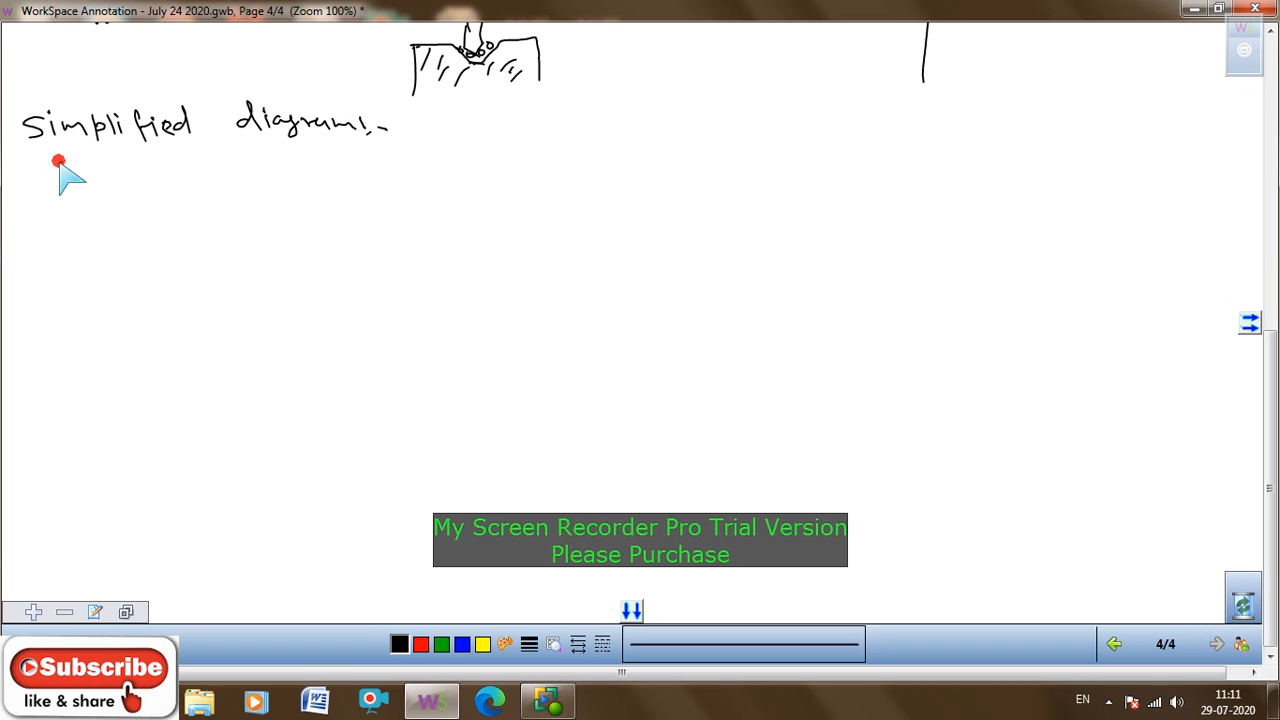 WorkSpace Annotation - July 24 2020.gwb, Page 4/4 (Zoom 100%) *
Simplified diagram:-
My Screen Recorder Pro Trial Version
Please Purchase
4/4
Subscribe
like & share
EN
11:11
29-07-2020